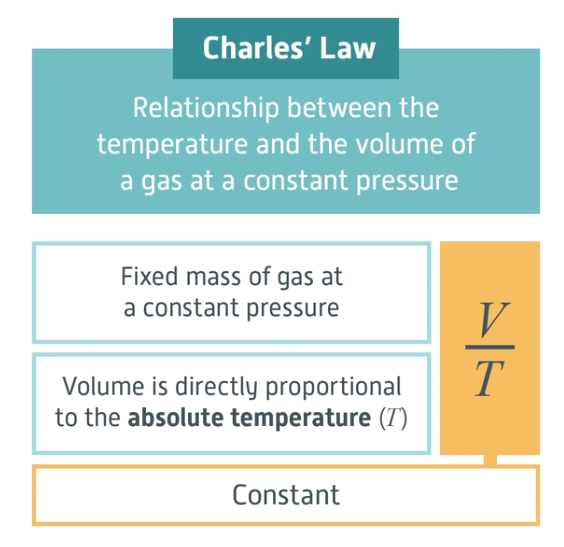 Charles’ Law
Relationship between the
temperature and the volume of
a gas at a constant pressure
Fixed mass of gas at
a constant pressure
Volume is directly proportional
to the absolute temperature (T)
V
T
Constant